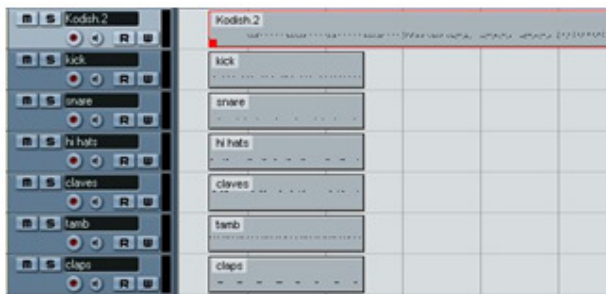 m S Kodish.2 Kodish.2
R W
m S kick kick
R W
m S snare snare
R W
m S hi hats hi hats
R W
m S claves claves
R W
m S tamb tamb
R W
m S claps claps
R W